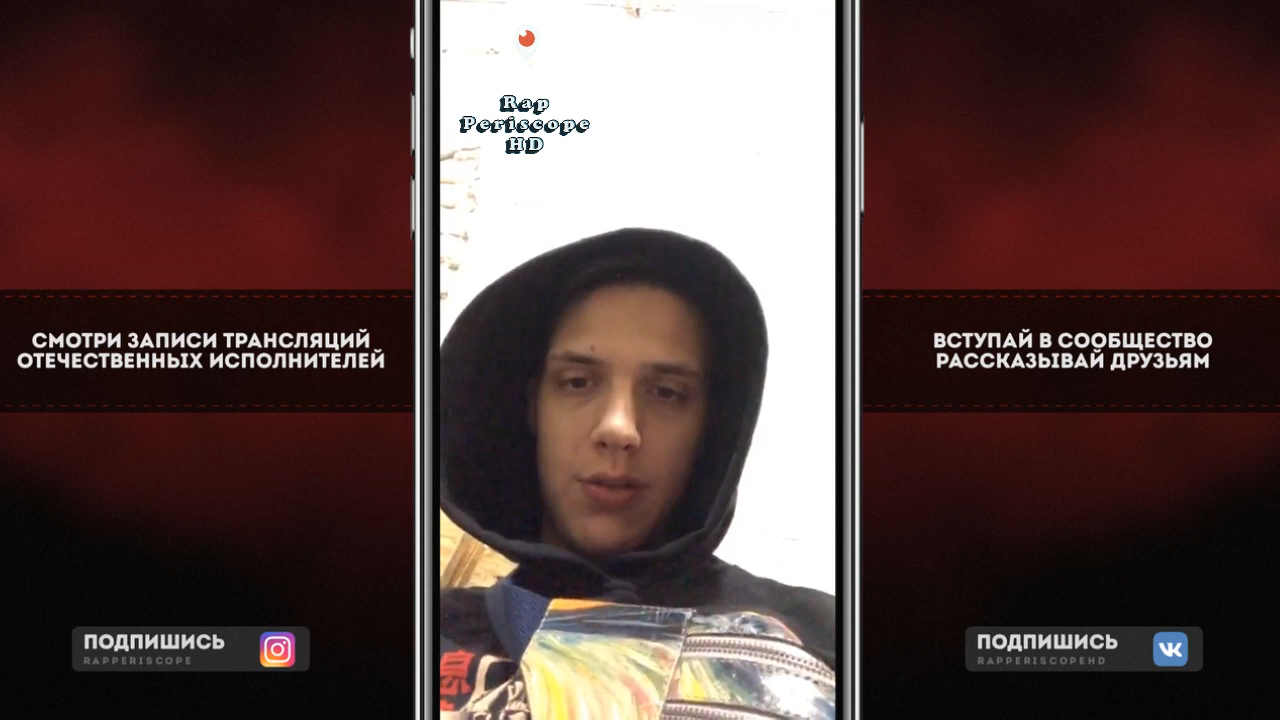 Rap
Periscope
HD
СМОТРИ ЗАПИСИ ТРАНСЛЯЦИЙ
ОТЕЧЕСТВЕННЫХ ИСПОЛНИТЕЛЕЙ
ВСТУПАЙ В СООБЩЕСТВО
РАССКАЗЫВАЙ ДРУЗЬЯМ
ПОДПИШИСЬ
RAPPERISCOPE
ПОДПИШИСЬ
RAPPERISCOPEHD